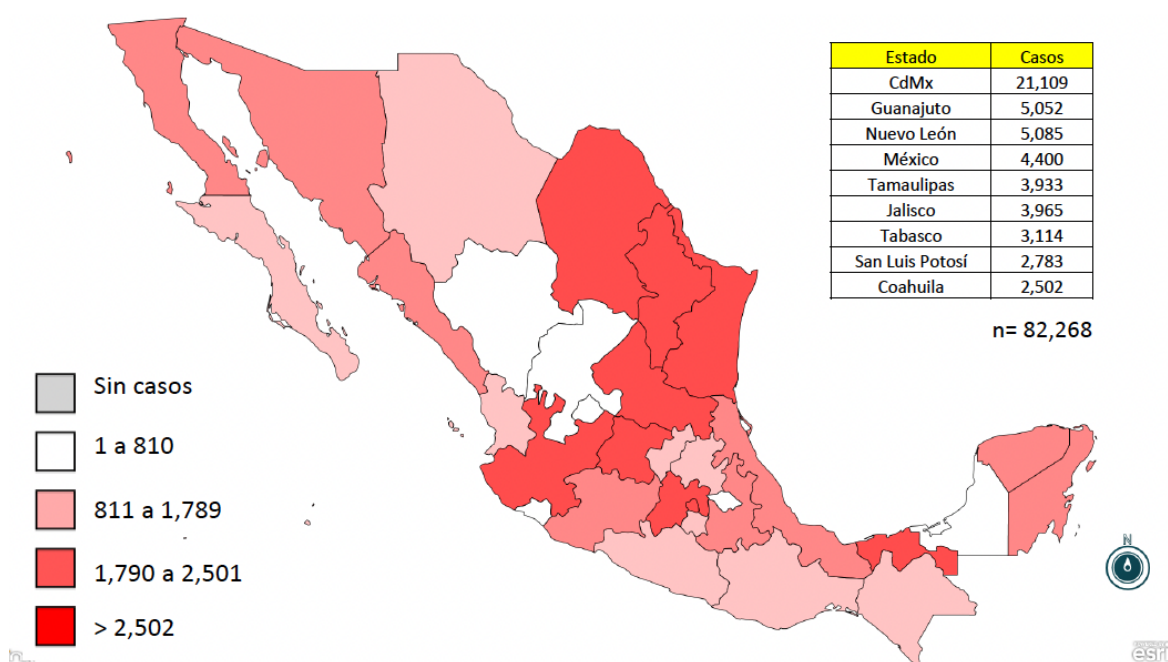 Estado Casos
CdMx 21,109
Guanajuto 5,052
Nuevo León 5,085
México 4,400
Tamaulipas 3,933
Jalisco 3,965
Tabasco 3,114
San Luis Potosí 2,783
Coahuila 2,502
n= 82,268
Sin casos
1 a 810
811 a 1,789
1,790 a 2,501
> 2,502
N
esri